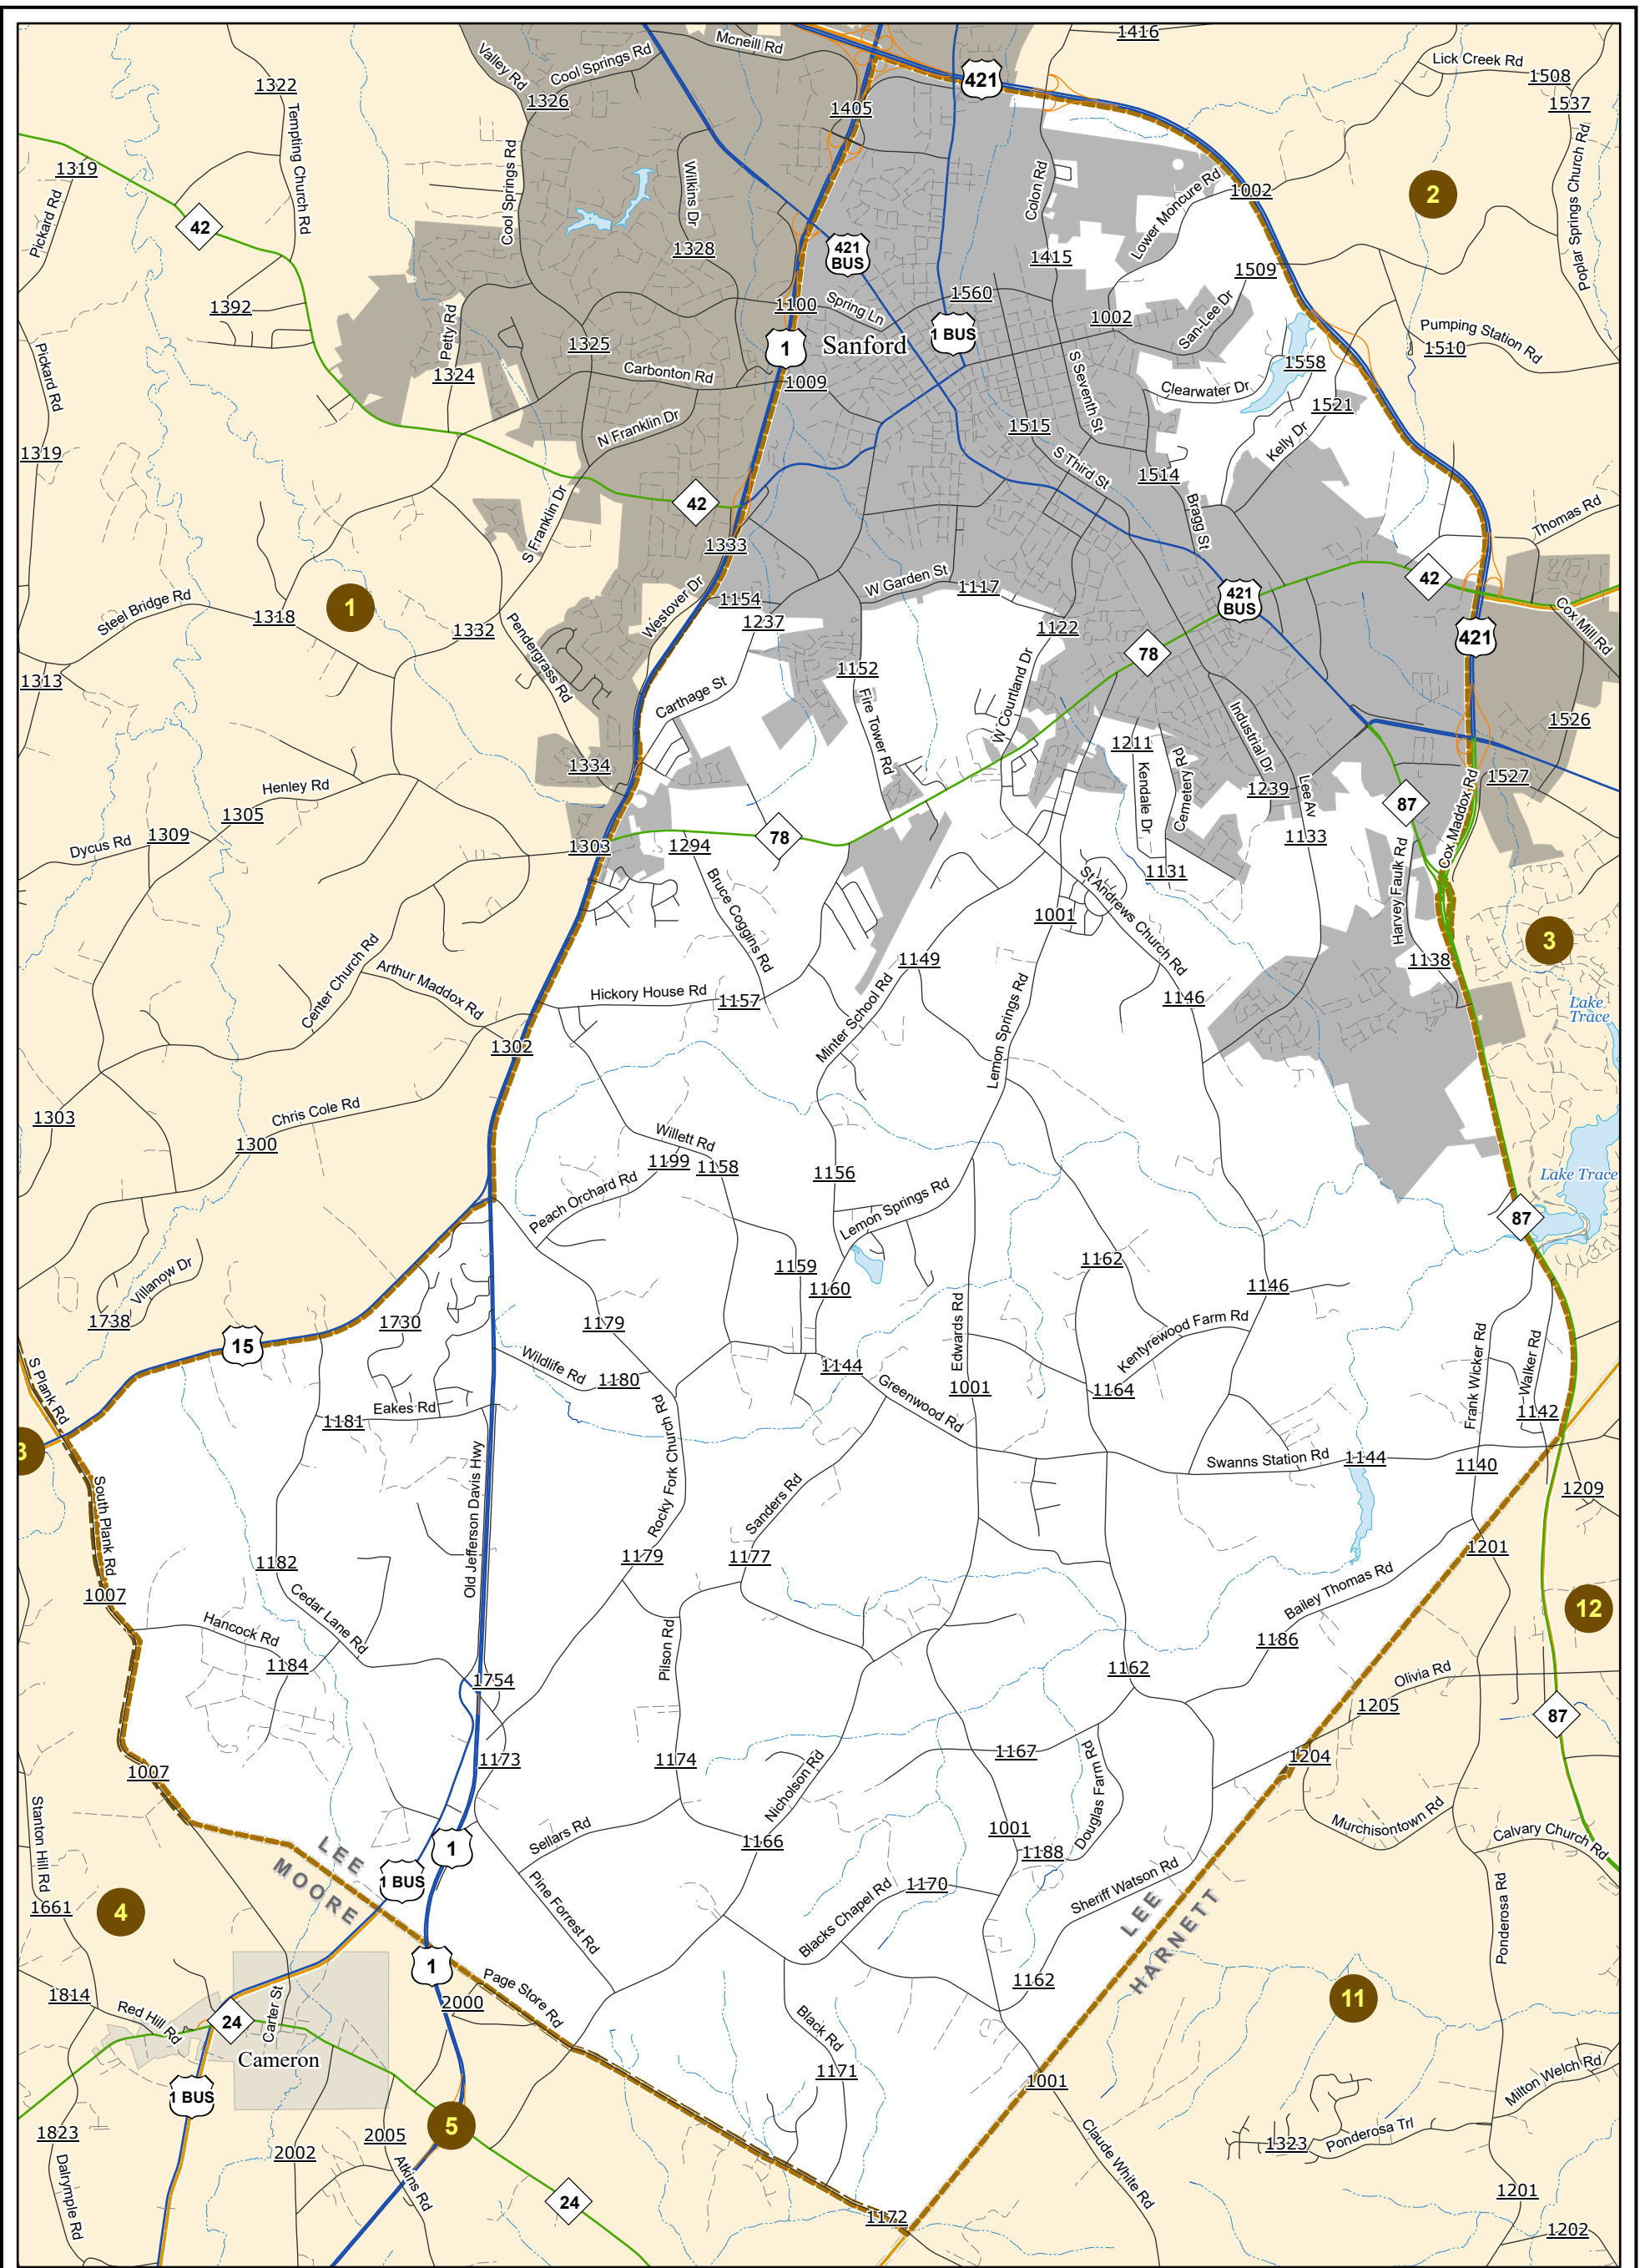 1416
Mcneill Rd
Cool Springs Rd
Valley Rd
421
Lick Creek Rd
1508
1322
1326
1405
1537
Tempting Church Rd
Poplar Springs Church Rd
1319
Cool Springs Rd
Wilkins Dr
Colon Rd
Lower Moncure Rd
1002
2
Pickard Rd
42
1328
421
BUS
1415
1509
1392
1100
Spring Ln
1560
1002
San-Lee Dr
Petty Rd
1325
1
Sanford
1 BUS
Pumping Station Rd
1510
Pickard Rd
1324
Carbonton Rd
1009
S Seventh St
Clearwater Dr
1558
1521
N Franklin Dr
1515
Kelly Dr
1319
S Third St
1514
42
Bragg St
Thomas Rd
S Franklin Dr
1333
Steel Bridge Rd
1
1318
1332
Westover Dr
1154
1237
W Garden St
1117
1122
421
BUS
42
Cox Mill Rd
421
1313
Pendergrass Rd
1152
78
Carthage St
Fire Tower Rd
W Courtland Dr
Industrial Dr
1526
1334
1211
Kendale Dr
Cemetery Rd
1239
Lee Av
1527
Henley Rd
1305
1309
Dycus Rd
87
Cox Maddox Rd
1303
1294
78
1133
1131
Bruce Coggins Rd
St Andrews Church Rd
Harvey Faulk Rd
1001
3
Center Church Rd
Arthur Maddox Rd
1149
1138
Hickory House Rd
1157
Minter School Rd
1146
Lake
Trace
1302
Lemon Springs Rd
1303
Chris Cole Rd
1300
Willett Rd
1199
1158
1156
Lake Trace
Peach Orchard Rd
Lemon Springs Rd
87
Villanow Dr
1159
1160
1162
1146
1738
1730
15
1179
Edwards Rd
Kentyrewood Farm Rd
Frank Wicker Rd
Walker Rd
S Plank Rd
Wildlife Rd
1180
1144
Greenwood Rd
1001
1164
Eakes Rd
1181
Rocky Fork Church Rd
1142
3
Old Jefferson Davis Hwy
Swanns Station Rd
1144
1140
South Plank Rd
Sanders Rd
1209
1182
1179
1177
1201
1007
Cedar Lane Rd
Bailey Thomas Rd
12
Hancock Rd
1184
Pilson Rd
1186
1754
1162
Olivia Rd
1205
87
1007
1173
1174
1167
1204
Stanton Hill Rd
Nicholson Rd
Douglas Farm Rd
Murchisontown Rd
Calvary Church Rd
LEE
MOORE
1
1 BUS
Sellars Rd
1166
1001
1188
4
1661
Pine Forrest Rd
Blacks Chapel Rd
1170
Sheriff Watson Rd
LEE
HARNETT
Ponderosa Rd
1
1814
Red Hill Rd
24
Carter St
2000
Page Store Rd
1162
11
Cameron
Black Rd
1171
1001
Milton Welch Rd
1 BUS
5
Claude White Rd
1323
Ponderosa Trl
1823
2002
2005
Dalrymple Rd
Atkins Rd
24
1172
1201
1202